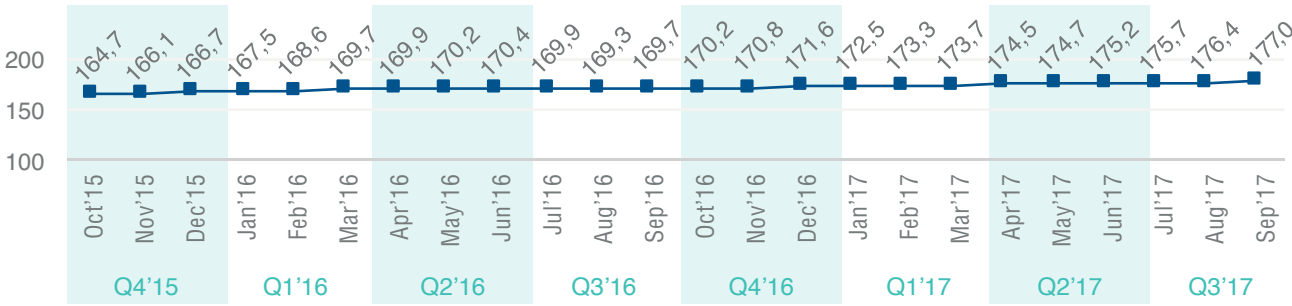 164,7 166,1 166,7 167,5 168,6 169,7 169,9 170,2 170,4 169,9 169,3 169,7 170,2 170,8 171,6 172,5 173,3 173,7 174,5 174,7 175,2 175,7 176,4 177,0
200
150
100
Oct'15 Nov'15 Dec'15 Jan'16 Feb'16 Mar'16 Apr'16 May'16 Jun'16 Jul'16 Aug'16 Sep'16 Oct'16 Nov'16 Dec'16 Jan'17 Feb'17 Mar'17 Apr'17 May'17 Jun'17 Jul'17 Aug'17 Sep'17
Q4'15 Q1'16 Q2'16 Q3'16 Q4'16 Q1'17 Q2'17 Q3'17